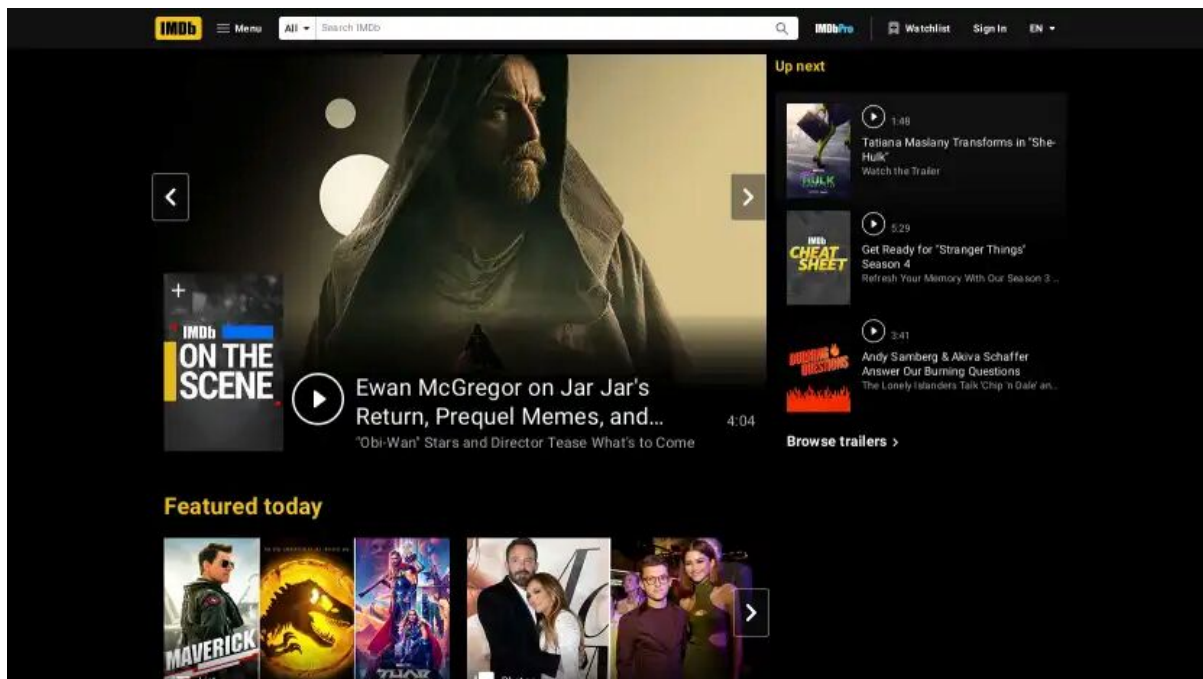 IMDb
Menu
All
Search IMDb
IMDbPro
Watchlist
Sign In
EN
Up next
1:48
Tatiana Maslany Transforms in "She-
Hulk"
Watch the Trailer
HULK
5:29
Get Ready for "Stranger Things"
Season 4
Refresh Your Memory With Our Season 3 ...
IMDb
CHEAT
SHEET
3:41
Andy Samberg & Akiva Schaffer
Answer Our Burning Questions
The Lonely Islanders Talk 'Chip 'n Dale' an...
BURNING
QUESTIONS
Browse trailers
IMDb
ON THE
SCENE
Ewan McGregor on Jar Jar's
Return, Prequel Memes, and...
4:04
"Obi-Wan" Stars and Director Tease What's to Come
Featured today
MAVERICK
THOR